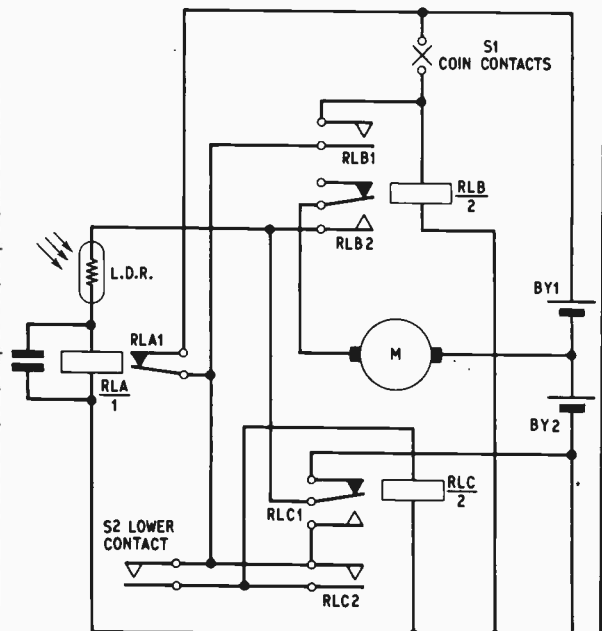 S1
COIN CONTACTS
RLB1
RLB
2
RLB2
L.D.R.
BY1
RLA1
M
RLA
1
BY2
RLC
2
RLC1
S2 LOWER
CONTACT
RLC2